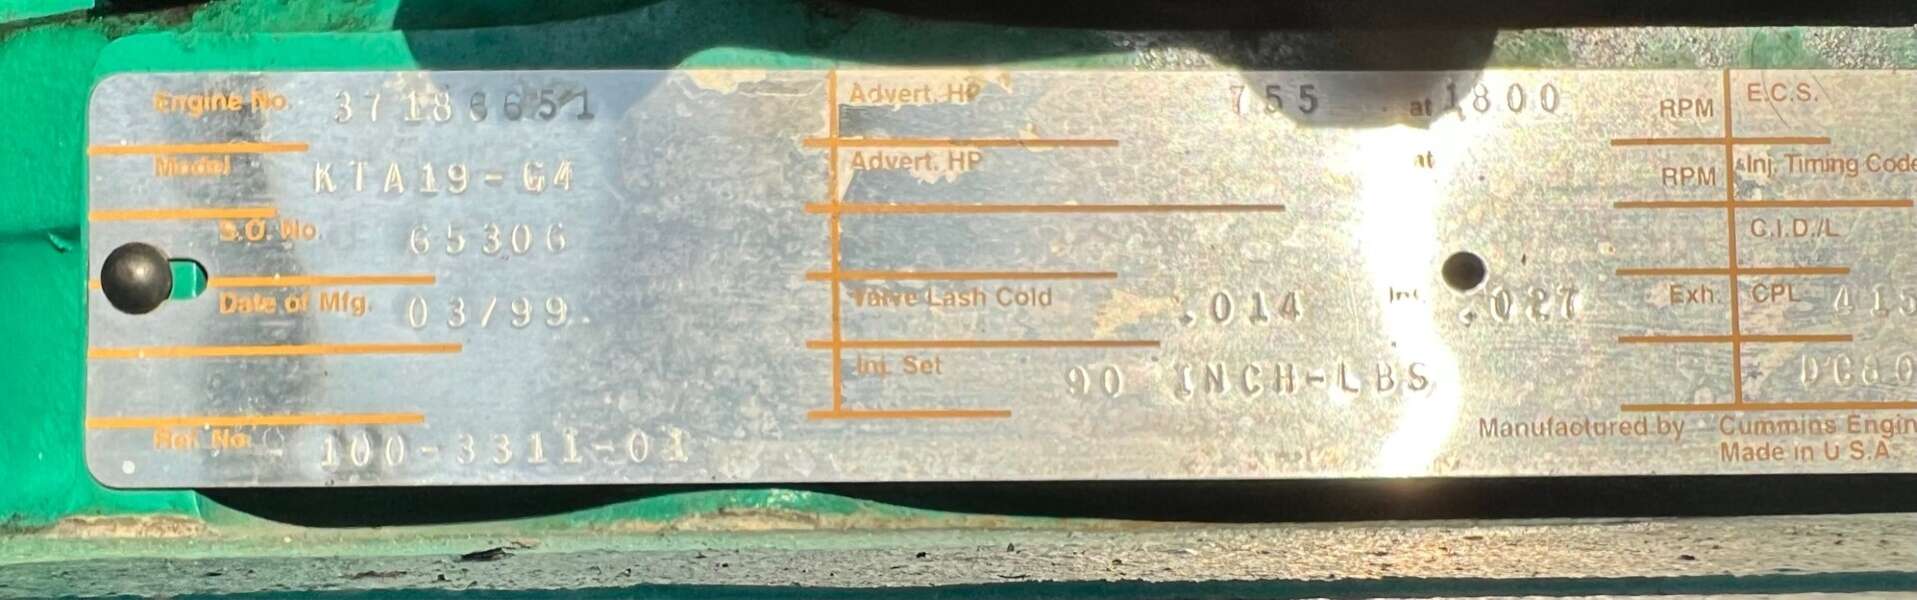 Engine No. 37186651 Advert. HP 755 at 1800 RPM E.C.S.
Model KTA19-G4 Advert. HP at RPM Inj. Timing Code
S.O. No. 65306 C.I.D./L
Date of Mfg. 03/99. Valve Lash Cold .014 Int. .027 Exh. CPL 415
Inj. Set 90 INCH-LBS DC80
Ref. No. 100-3311-01 Manufactured by Cummins Engin
Made in U.S.A.